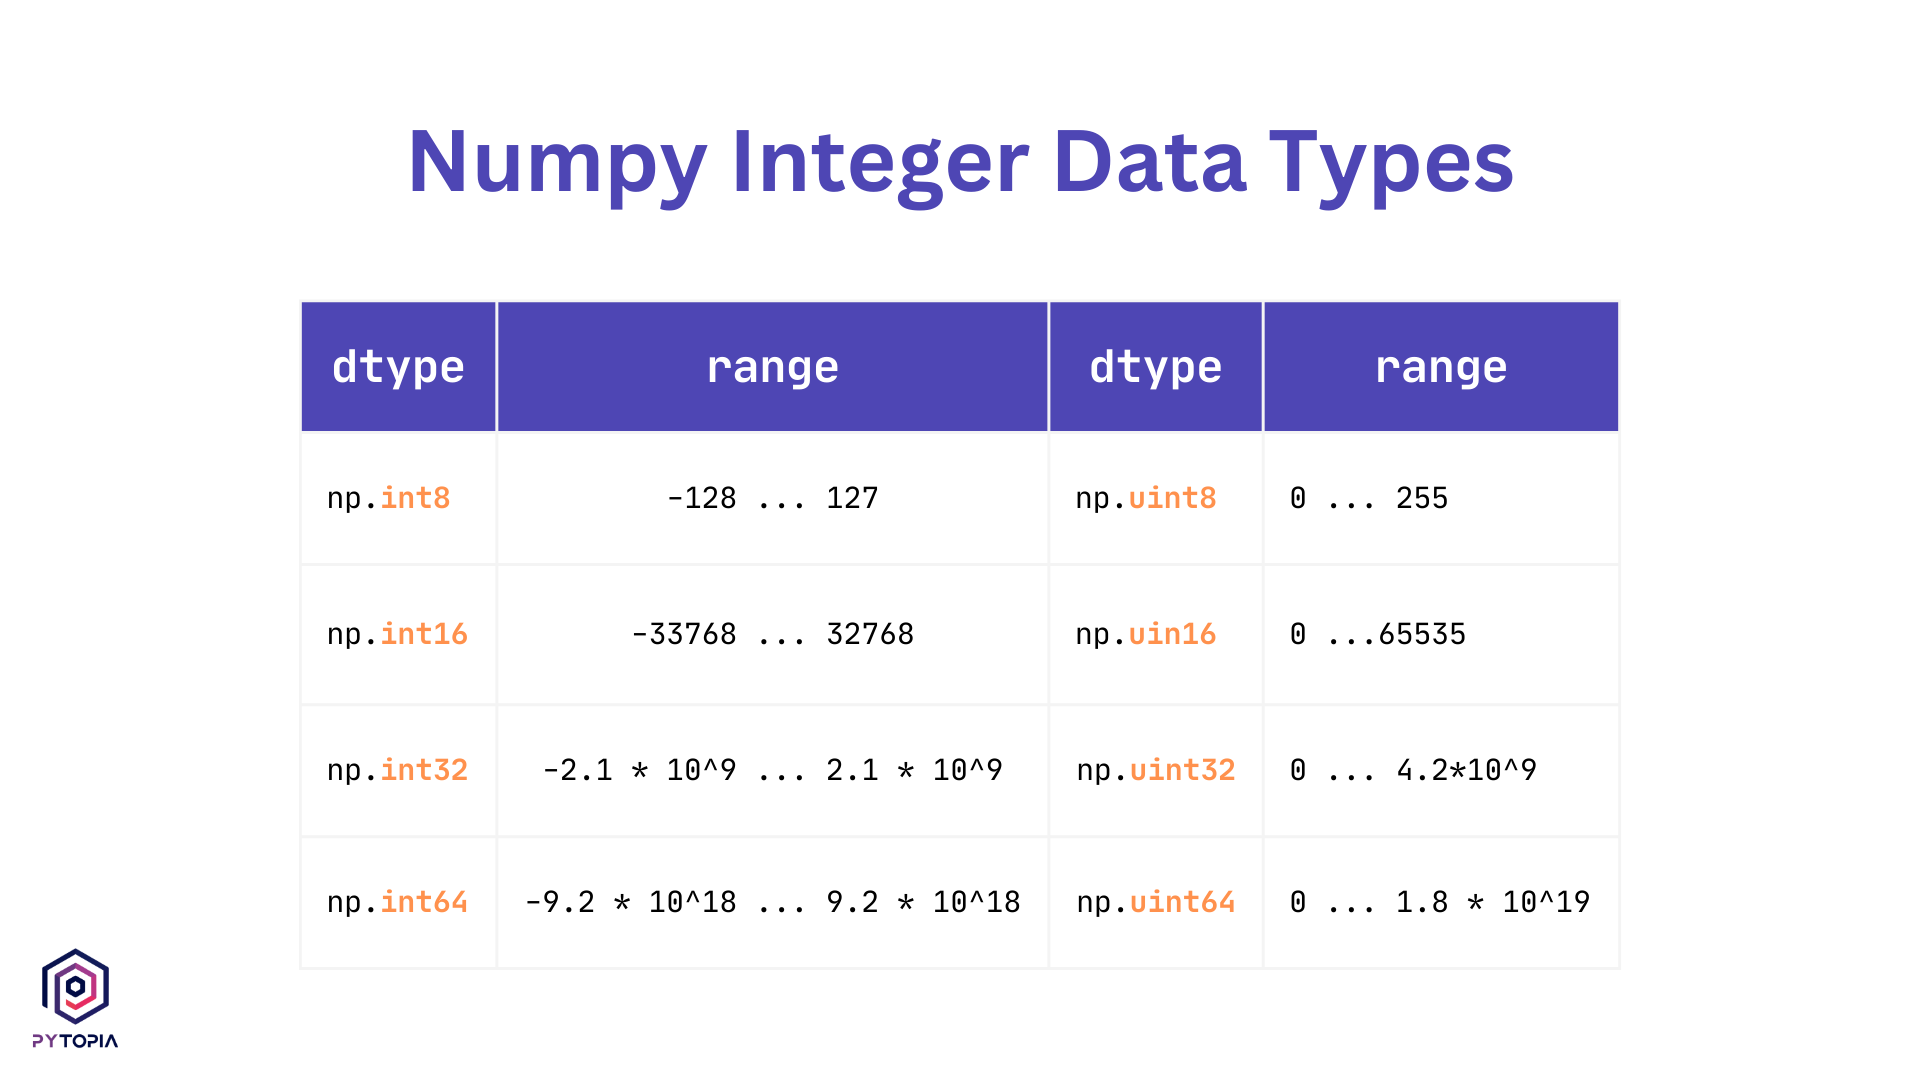 Numpy Integer Data Types
dtype range dtype range
np.int8 -128 ... 127 np.uint8 0 ... 255
np.int16 -33768 ... 32768 np.uin16 0 ...65535
np.int32 -2.1 * 10^9 ... 2.1 * 10^9 np.uint32 0 ... 4.2*10^9
np.int64 -9.2 * 10^18 ... 9.2 * 10^18 np.uint64 0 ... 1.8 * 10^19
PYTOPIA